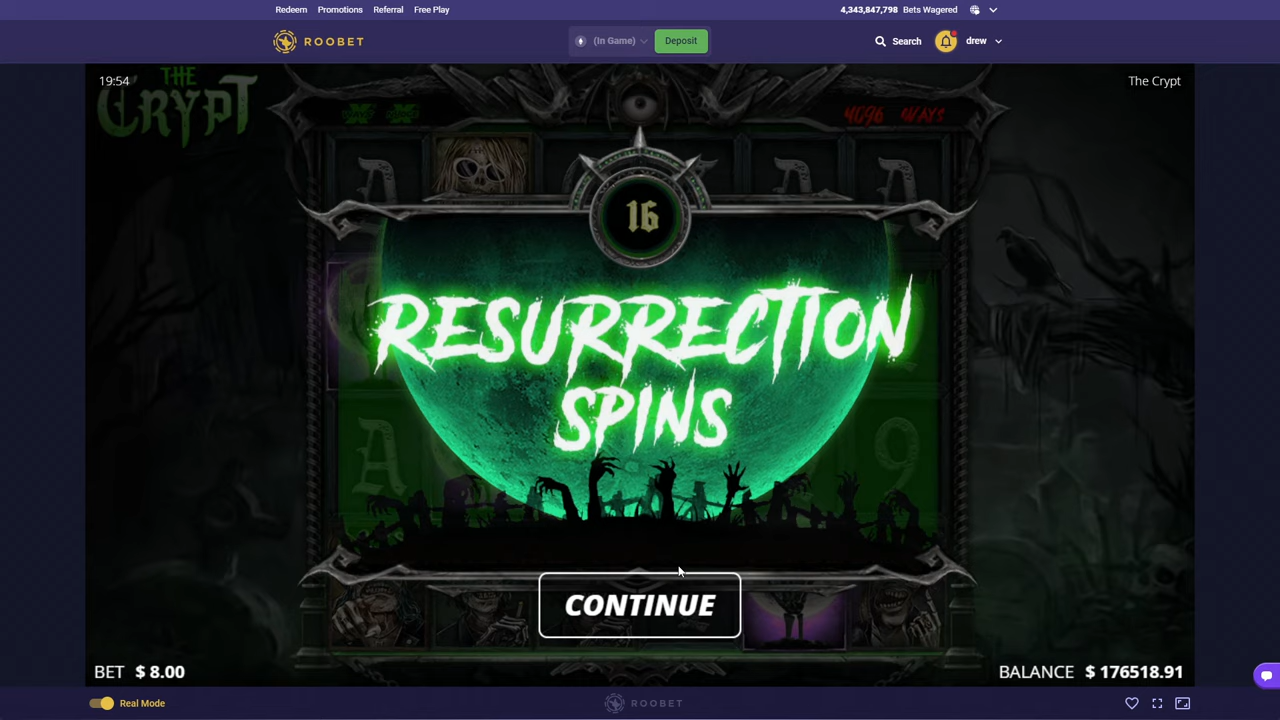 Redeem Promotions Referral Free Play
4,343,847,798 Bets Wagered
ROOBET
(In Game)
Deposit
Search
drew
19:54
THE CRYPT
The Crypt
4096 WAYS
16
RESURRECTION
SPINS
A
9
CONTINUE
BET $ 8.00
BALANCE $ 176518.91
Real Mode
ROOBET